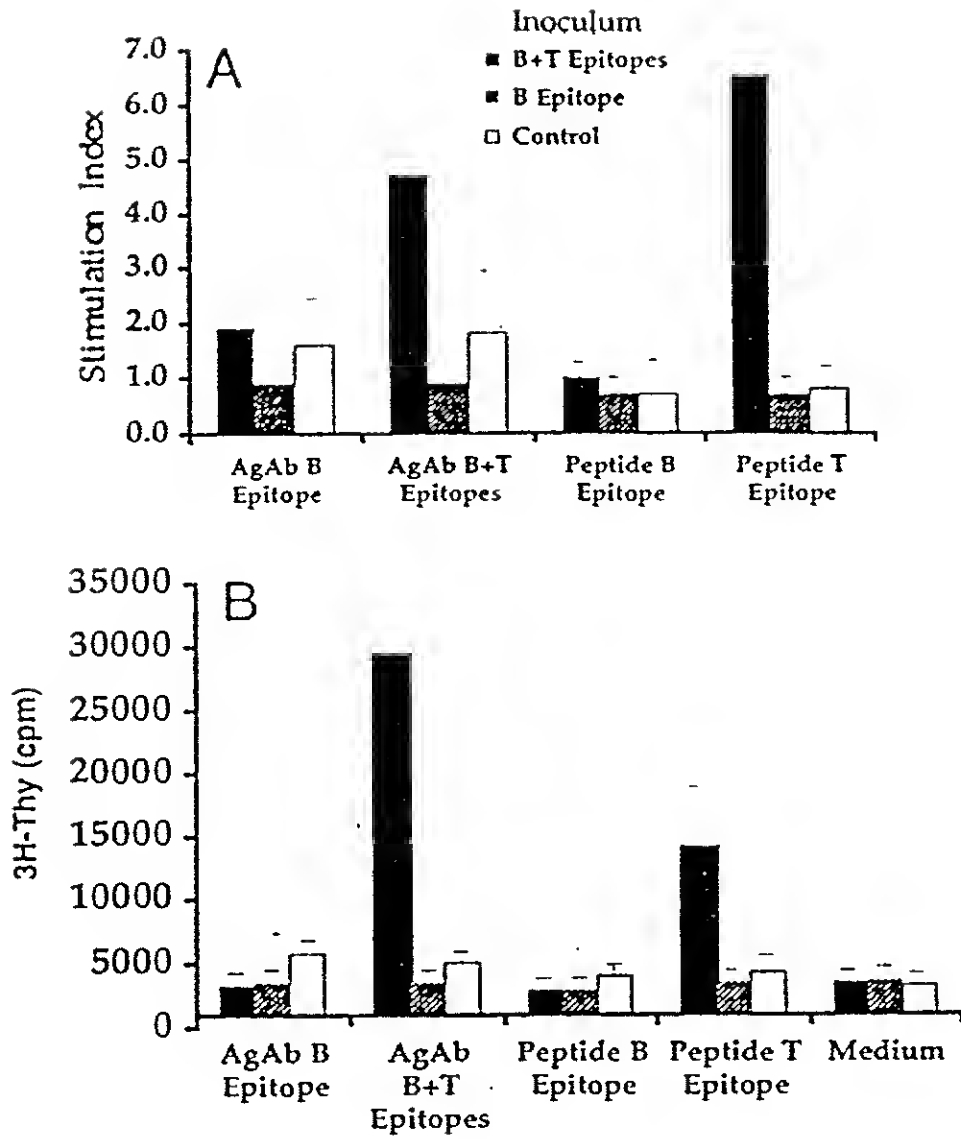 Inoculum
B+T Epitopes
B Epitope
Control
A
Stimulation Index
7.0
6.0
5.0
4.0
3.0
2.0
1.0
0.0
AgAb B Epitope
AgAb B+T Epitopes
Peptide B Epitope
Peptide T Epitope
B
3H-Thy (cpm)
35000
30000
25000
20000
15000
10000
5000
0
AgAb B Epitope
AgAb B+T Epitopes
Peptide B Epitope
Peptide T Epitope
Medium